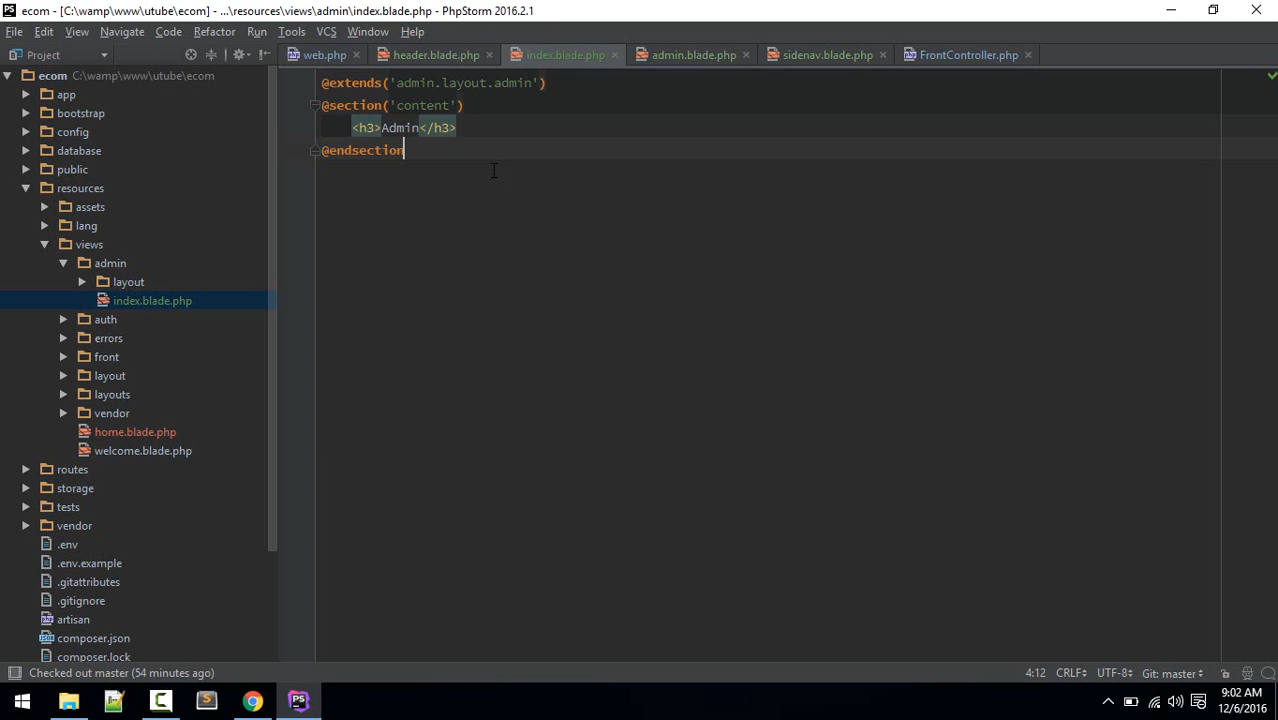 ecom - [C:\wamp\www\utube\ecom] - ...\resources\views\admin\index.blade.php - PhpStorm 2016.2.1
File Edit View Navigate Code Refactor Run Tools VCS Window Help
Project web.php header.blade.php index.blade.php admin.blade.php sidenav.blade.php FrontController.php
ecom C:\wamp\www\utube\ecom
app
bootstrap
config
database
public
resources
assets
lang
views
admin
layout
index.blade.php
auth
errors
front
layout
layouts
vendor
home.blade.php
welcome.blade.php
routes
storage
tests
vendor
.env
.env.example
.gitattributes
.gitignore
artisan
composer.json
composer.lock
@extends('admin.layout.admin')
@section('content')
<h3>Admin</h3>
@endsection
Checked out master (54 minutes ago) 4:12 CRLF UTF-8 Git: master
9:02 AM
12/6/2016